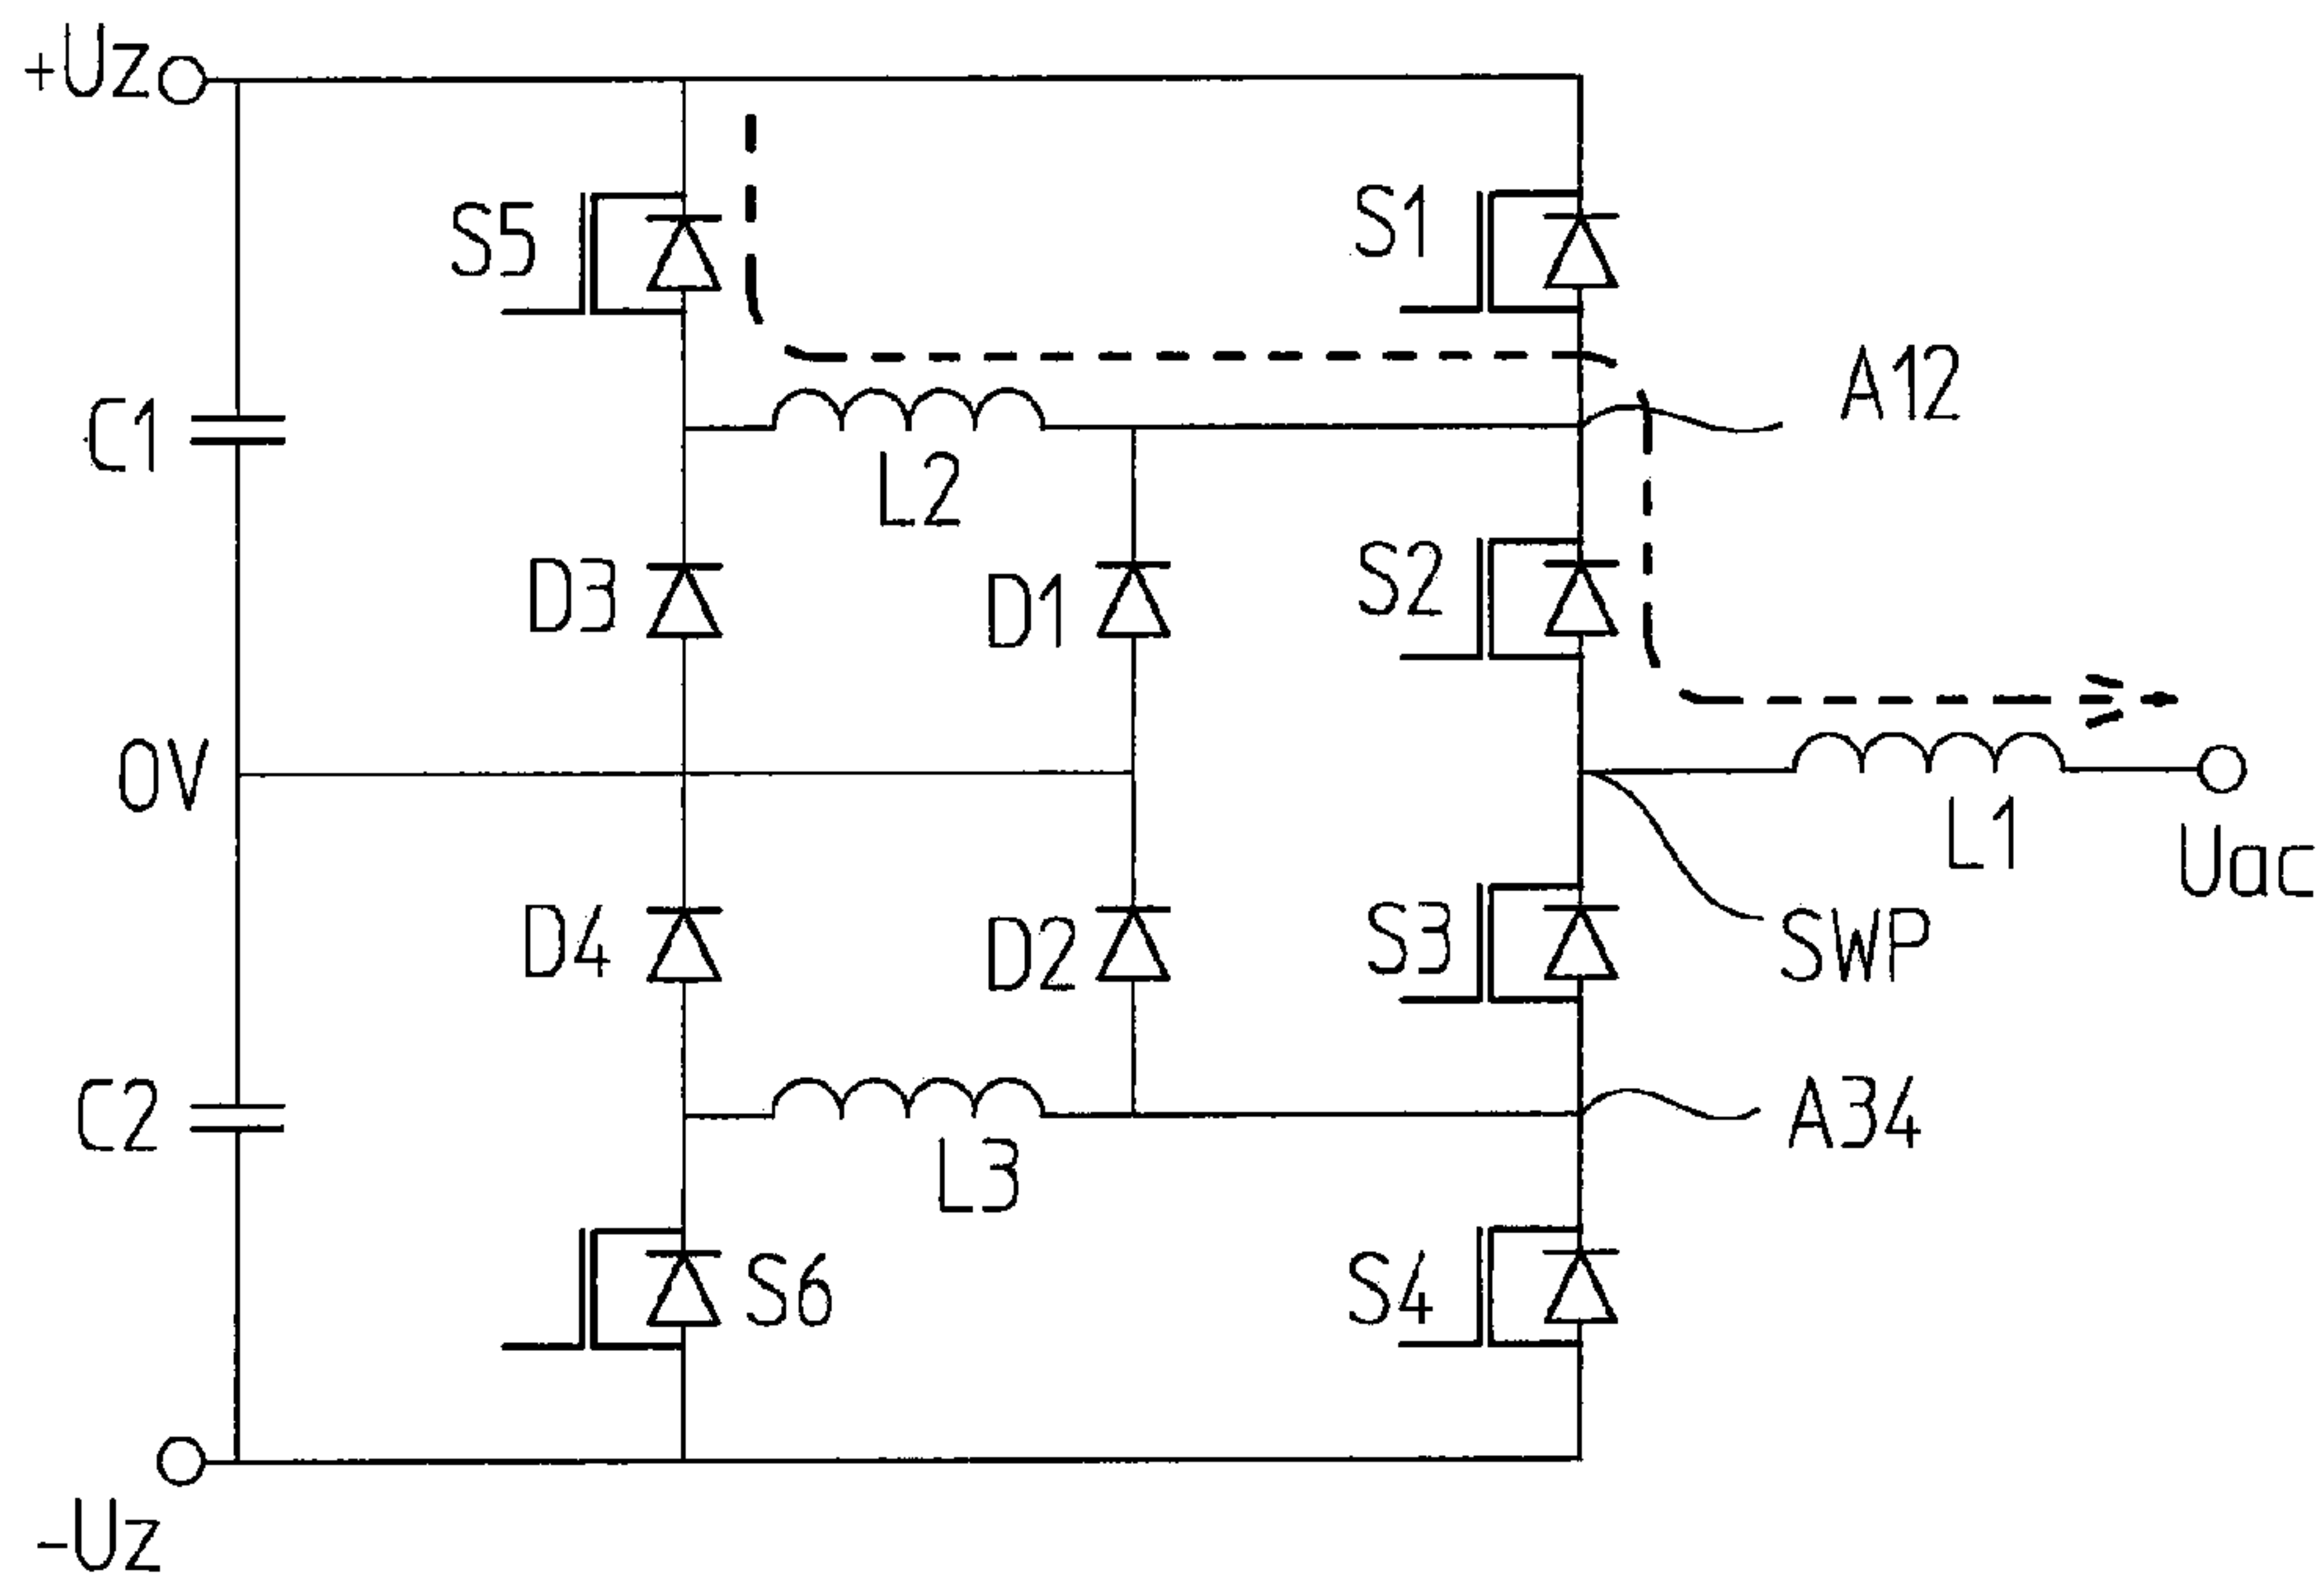 +Uz
S5
S1
A12
C1
L2
D3
D1
S2
0V
L1
Uac
D4
D2
S3
SWP
C2
L3
A34
S6
S4
-Uz